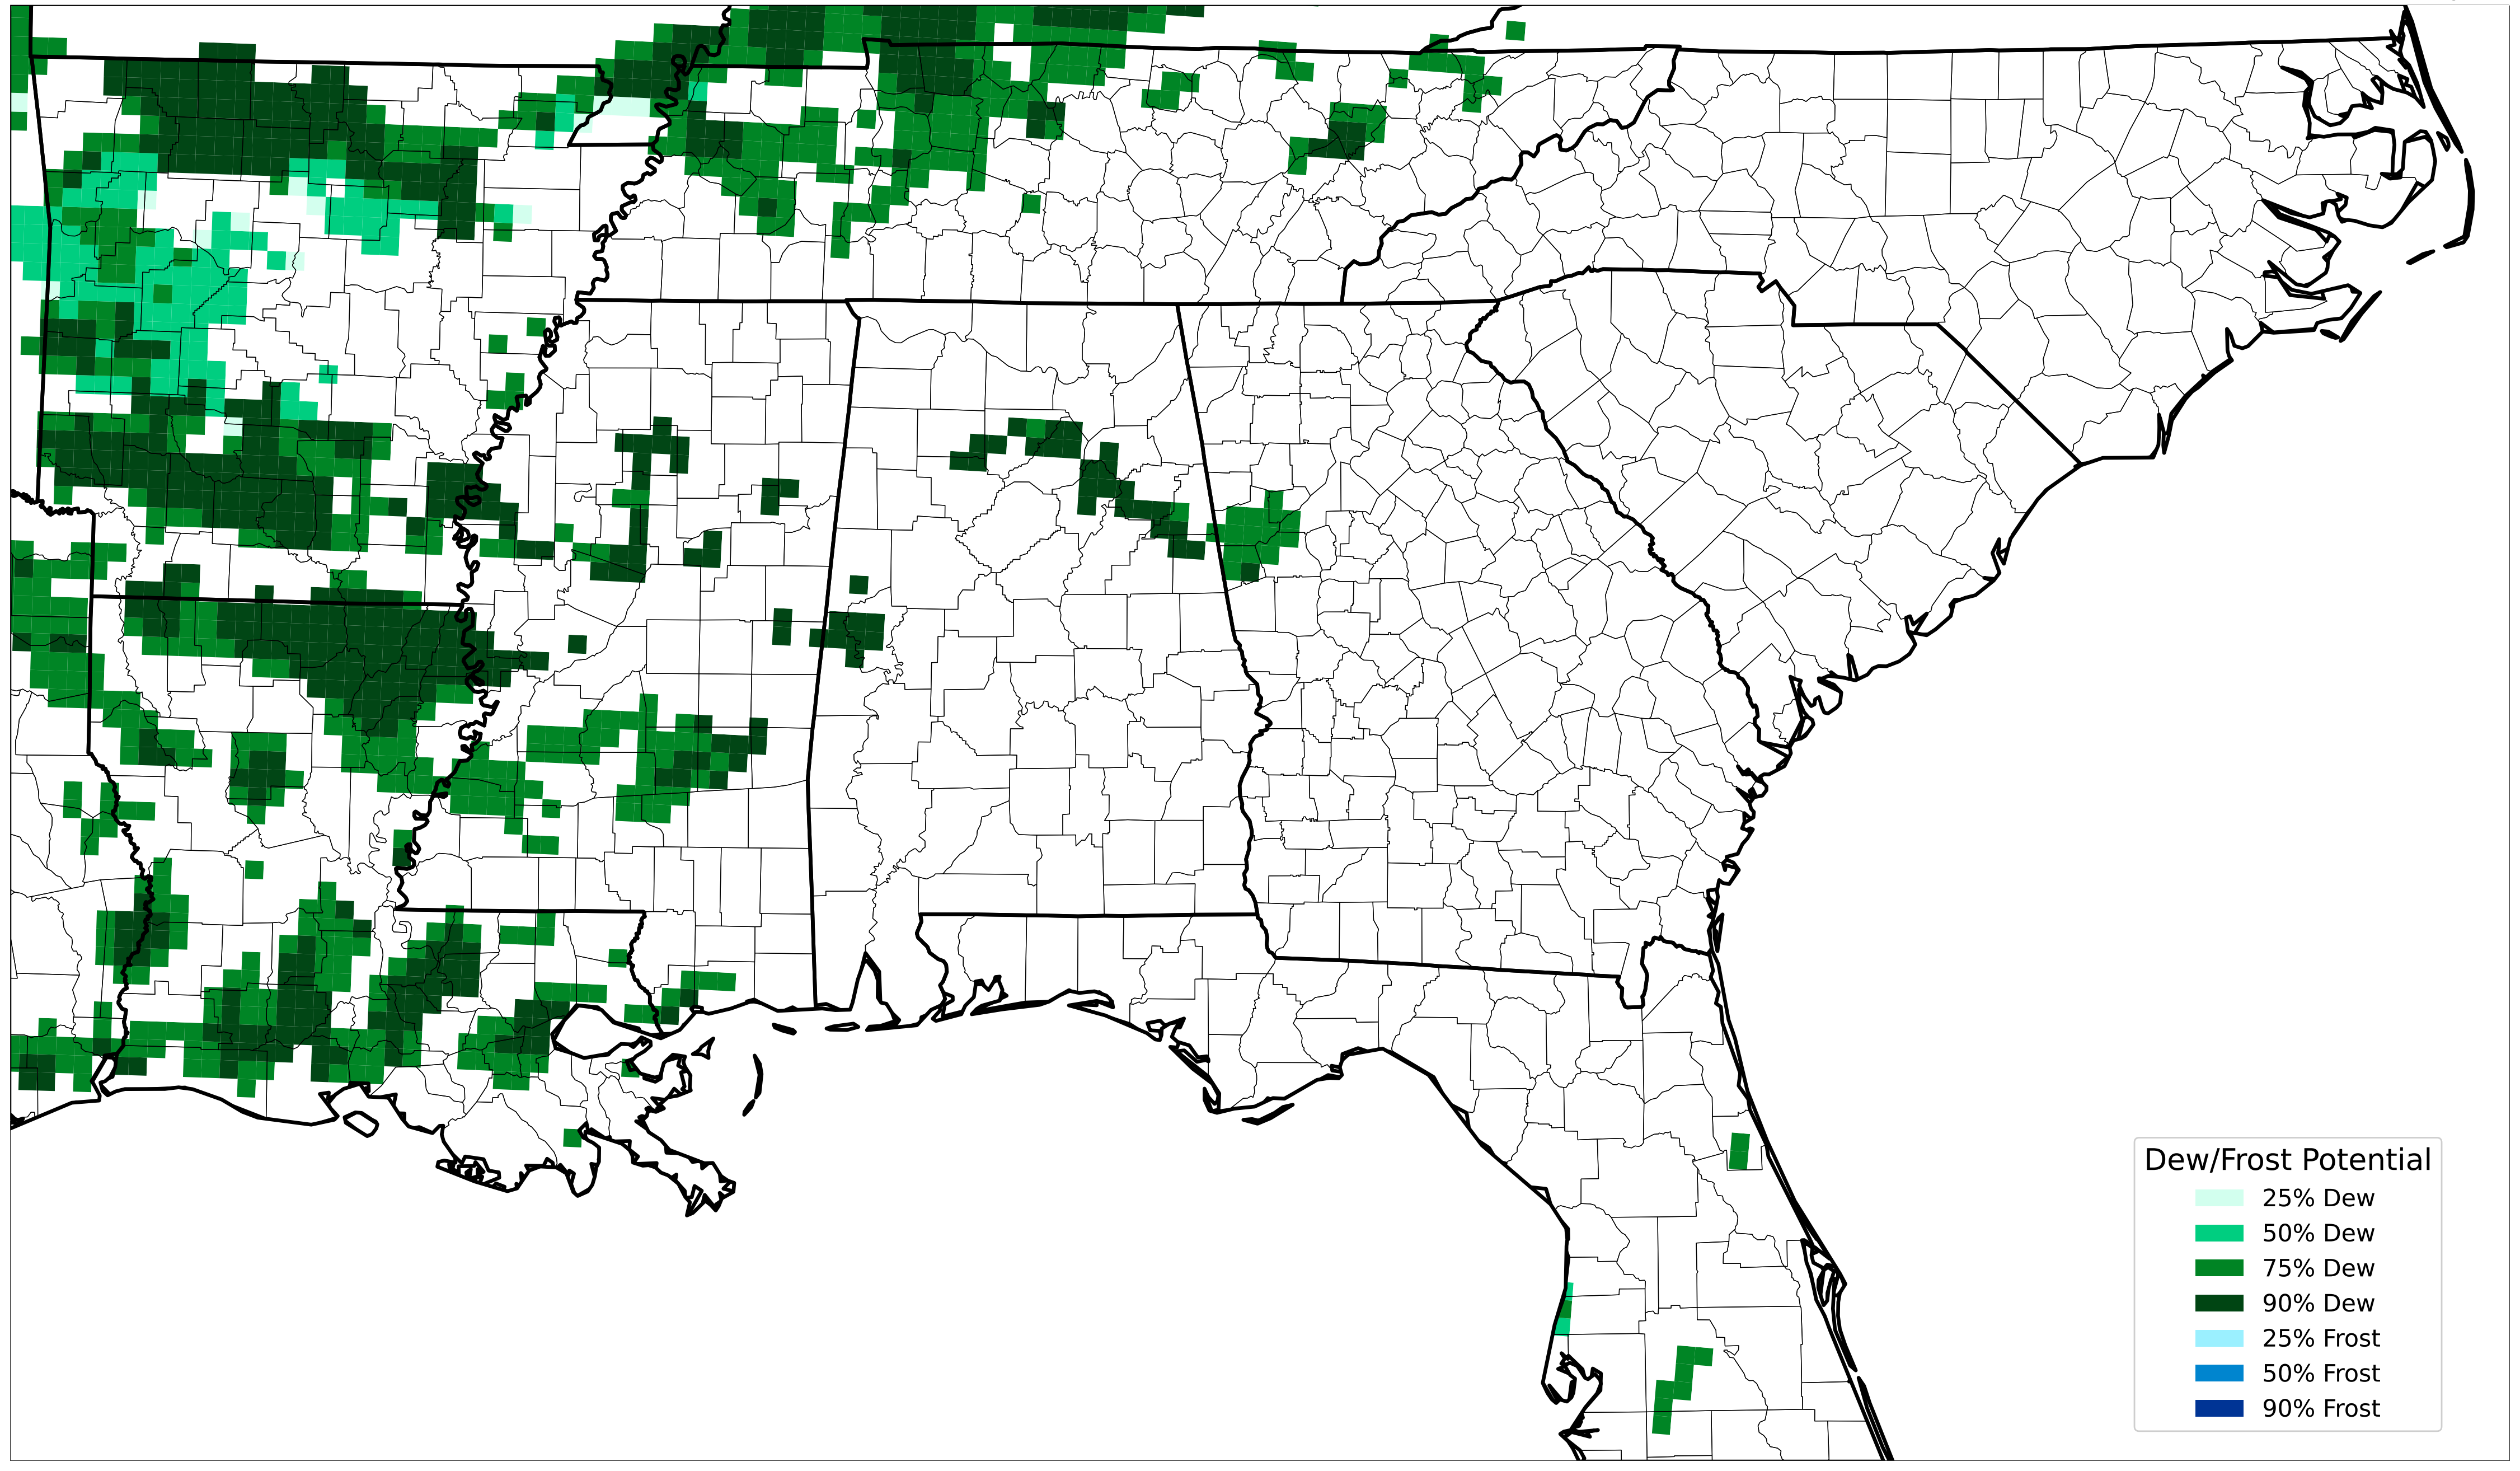 Dew/Frost Potential
25% Dew
50% Dew
75% Dew
90% Dew
25% Frost
50% Frost
90% Frost